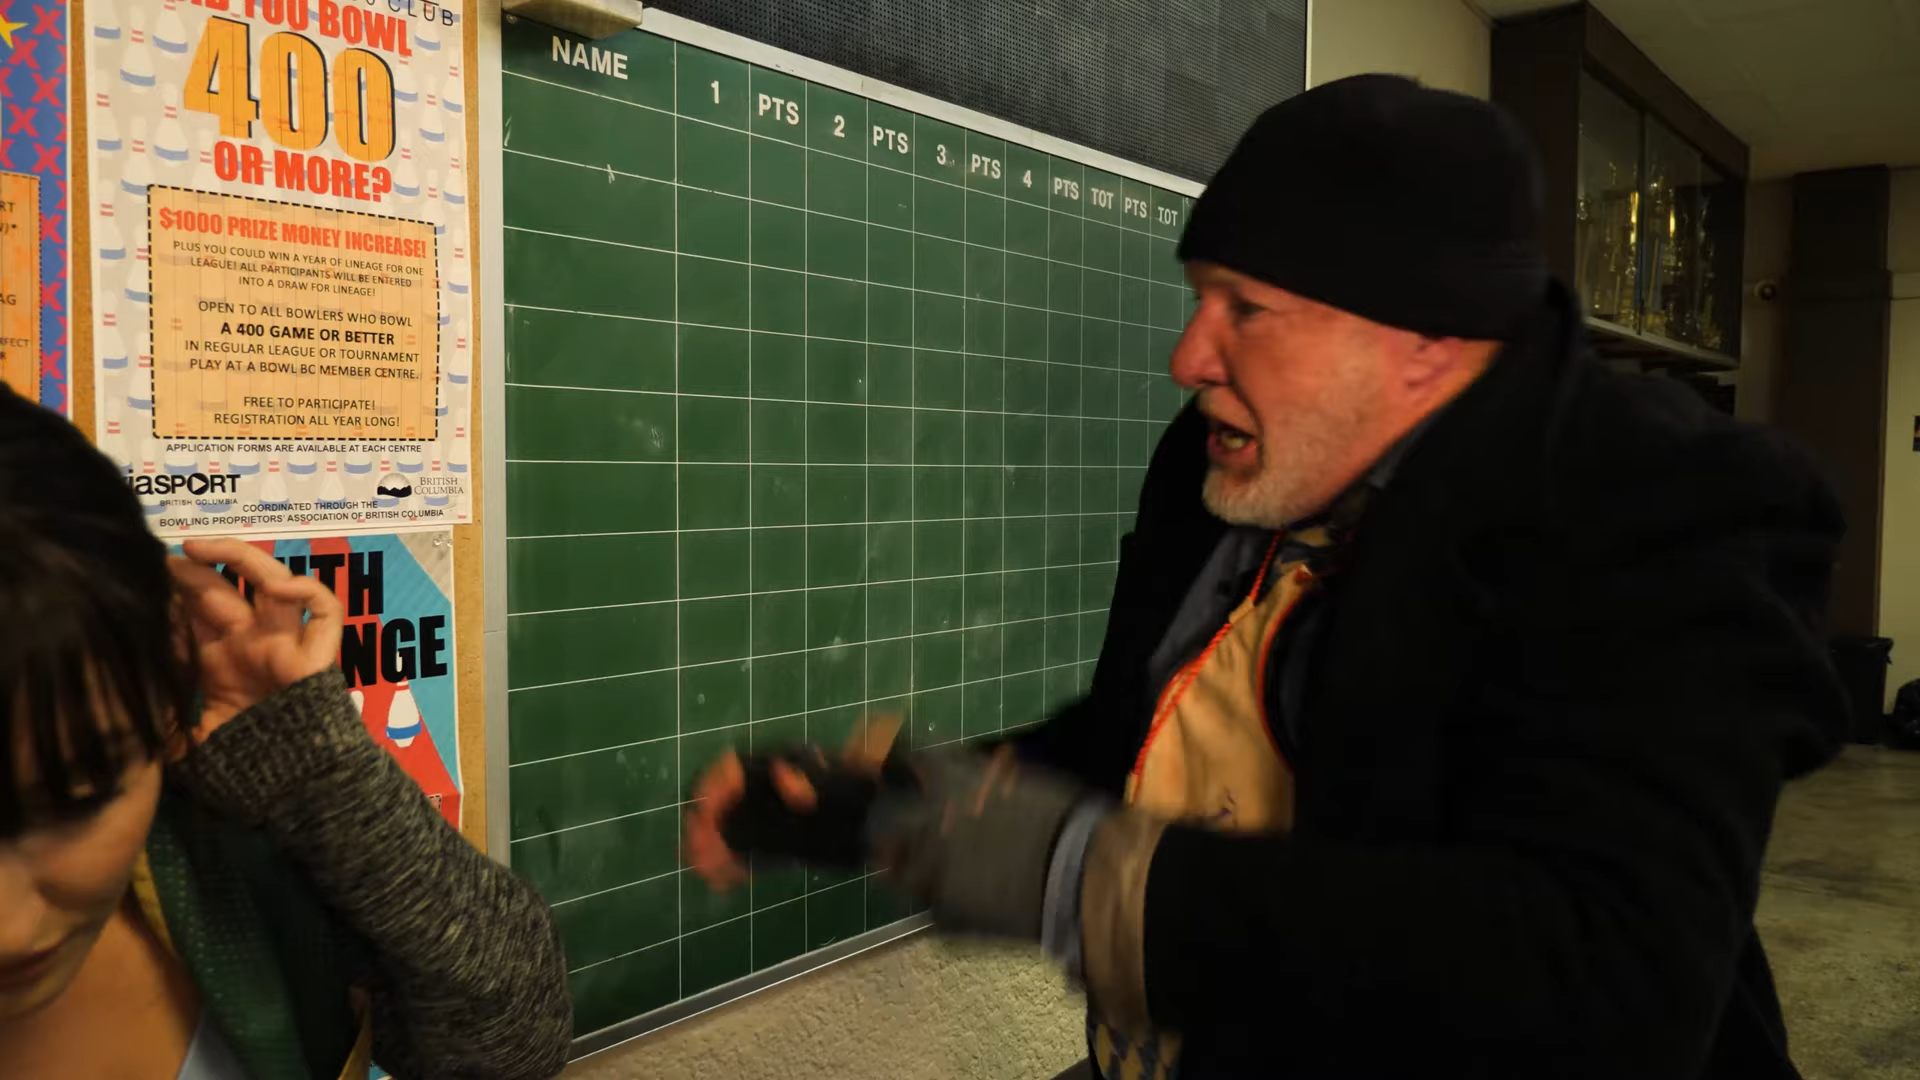 CLUB
YOU BOWL
400
OR MORE?
$1000 PRIZE MONEY INCREASE!
PLUS YOU COULD WIN A YEAR OF LINEAGE FOR ONE
LEAGUE! ALL PARTICIPANTS WILL BE ENTERED
INTO A DRAW FOR LINEAGE!
OPEN TO ALL BOWLERS WHO BOWL
A 400 GAME OR BETTER
IN REGULAR LEAGUE OR TOURNAMENT
PLAY AT A BOWL BC MEMBER CENTRE.
FREE TO PARTICIPATE!
REGISTRATION ALL YEAR LONG!
APPLICATION FORMS ARE AVAILABLE AT EACH CENTRE
viaSPORT
BRITISH COLUMBIA
BRITISH
COLUMBIA
COORDINATED THROUGH THE
BOWLING PROPRIETORS' ASSOCIATION OF BRITISH COLUMBIA
NAME 1 PTS 2 PTS 3 PTS 4 PTS TOT PTS TOT